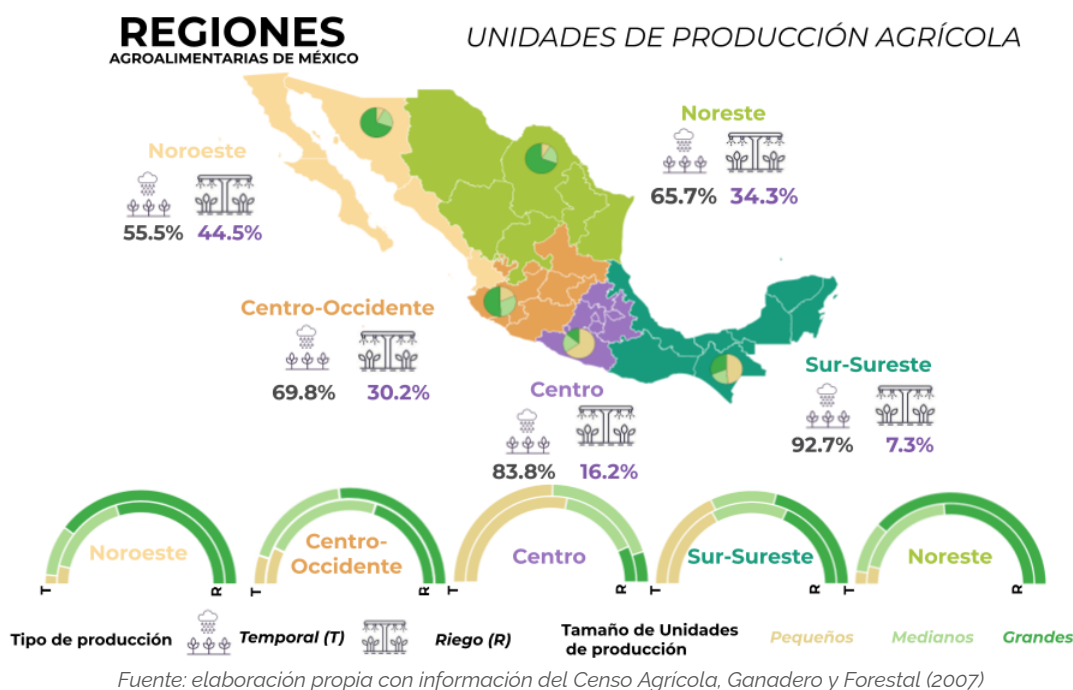 REGIONES
AGROALIMENTARIAS DE MÉXICO
UNIDADES DE PRODUCCIÓN AGRÍCOLA
Noroeste
55.5% 44.5%
Noreste
65.7% 34.3%
Centro-Occidente
69.8% 30.2%
Centro
83.8% 16.2%
Sur-Sureste
92.7% 7.3%
Noroeste
T R
Centro-
Occidente
T R
Centro
T R
Sur-Sureste
T R
Noreste
T R
Tipo de producción Temporal (T) Riego (R)
Tamaño de Unidades
de producción
Pequeños Medianos Grandes
Fuente: elaboración propia con información del Censo Agrícola, Ganadero y Forestal (2007)